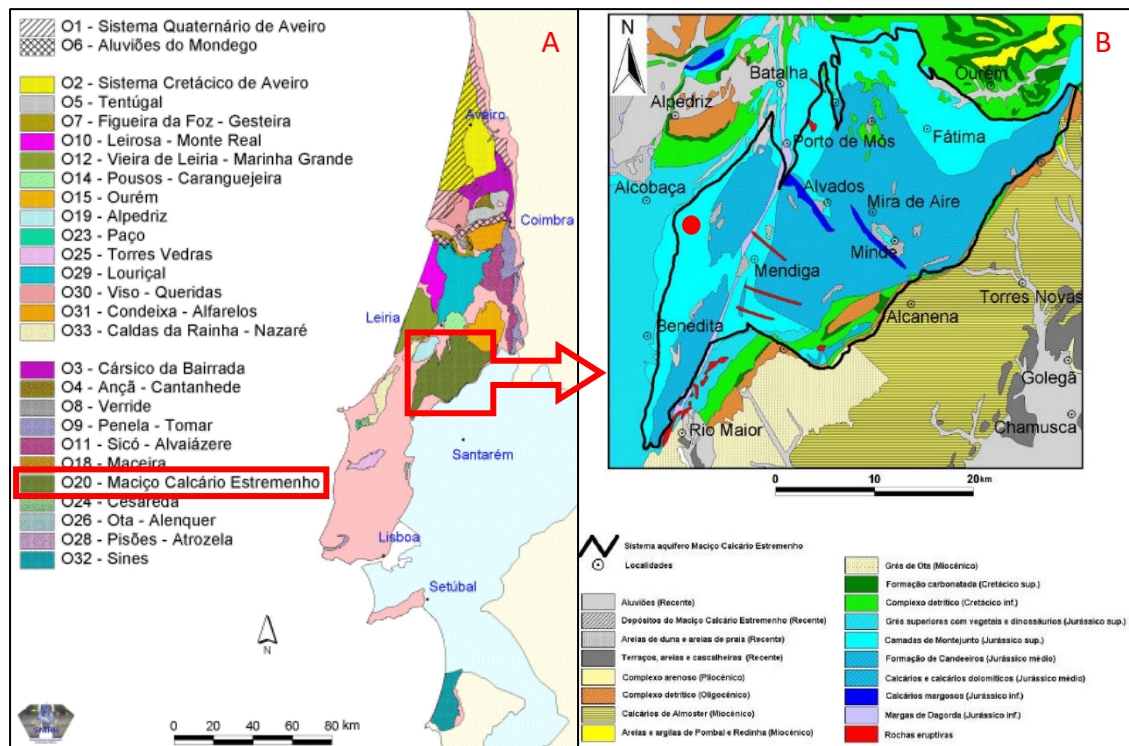 O1 - Sistema Quaternário de Aveiro
O6 - Aluviões do Mondego
O2 - Sistema Cretácico de Aveiro
O5 - Tentúgal
O7 - Figueira da Foz - Gesteira
O10 - Leirosa - Monte Real
O12 - Vieira de Leiria - Marinha Grande
O14 - Pousos - Caranguejeira
O15 - Ourém
O19 - Alpedriz
O23 - Paço
O25 - Torres Vedras
O29 - Louriçal
O30 - Viso - Queridas
O31 - Condeixa - Alfarelos
O33 - Caldas da Rainha - Nazaré
O3 - Cársico da Bairrada
O4 - Ançã - Cantanhede
O8 - Verride
O9 - Penela - Tomar
O11 - Sicó - Alvaiázere
O18 - Maceira
O20 - Maciço Calcário Estremenho
O24 - Cesareda
O26 - Ota - Alenquer
O28 - Pisões - Atrozela
O32 - Sines
A
Aveiro
Coimbra
Leiria
Santarém
Lisboa
Setúbal
N
0 20 40 60 80 km
B
N
Batalha
Ourém
Alpedriz
Fátima
Porto de Mós
Alcobaça
Alvados
Mira de Aire
Minde
Mendiga
Torres Novas
Alcanena
Benedita
Golegã
Chamusca
Rio Maior
0 10 20km
Sistema aquífero Maciço Calcário Estremenho
Localidades
Aluviões (Recente)
Depósitos do Maciço Calcário Estremenho (Recente)
Areias de duna e areias de praia (Recente)
Terraços, areias e cascalheiras (Recente)
Complexo arenoso (Pliocénico)
Complexo detrítico (Oligocénico)
Calcários de Almoster (Miocénico)
Areias e argilas de Pombal e Redinha (Miocénico)
Grés de Ota (Miocénico)
Formação carbonatada (Cretácico sup.)
Complexo detrítico (Cretácico inf.)
Grés superiores com vegetais e dinossáurios (Jurássico sup.)
Camadas de Montejunto (Jurássico sup.)
Formação de Candeeiros (Jurássico médio)
Calcários e calcários dolomíticos (Jurássico médio)
Calcários margosos (Jurássico inf.)
Margas de Dagorda (Jurássico inf.)
Rochas eruptivas